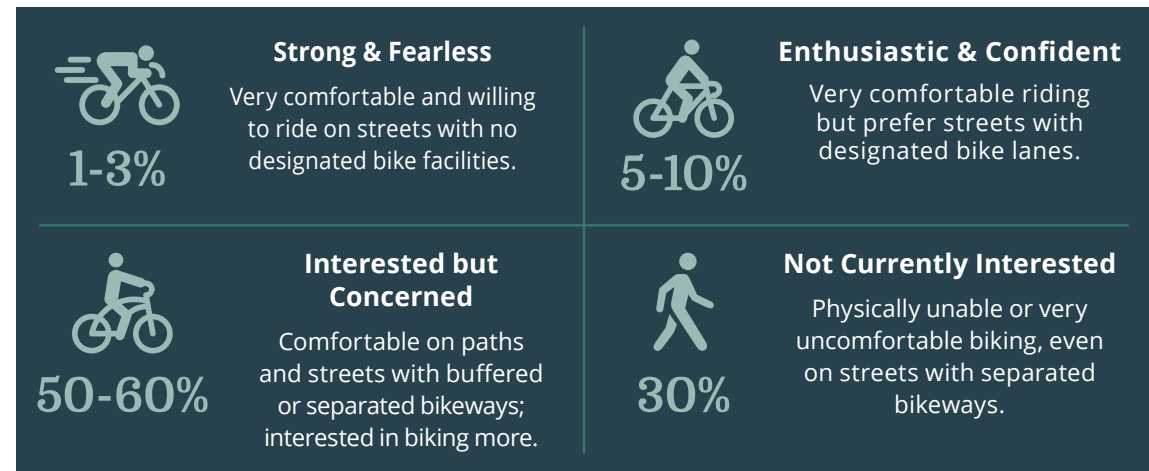 Strong & Fearless
Very comfortable and willing
to ride on streets with no
designated bike facilities.
1-3%
Enthusiastic & Confident
Very comfortable riding
but prefer streets with
designated bike lanes.
5-10%
Interested but
Concerned
Comfortable on paths
and streets with buffered
or separated bikeways;
interested in biking more.
50-60%
Not Currently Interested
Physically unable or very
uncomfortable biking, even
on streets with separated
bikeways.
30%